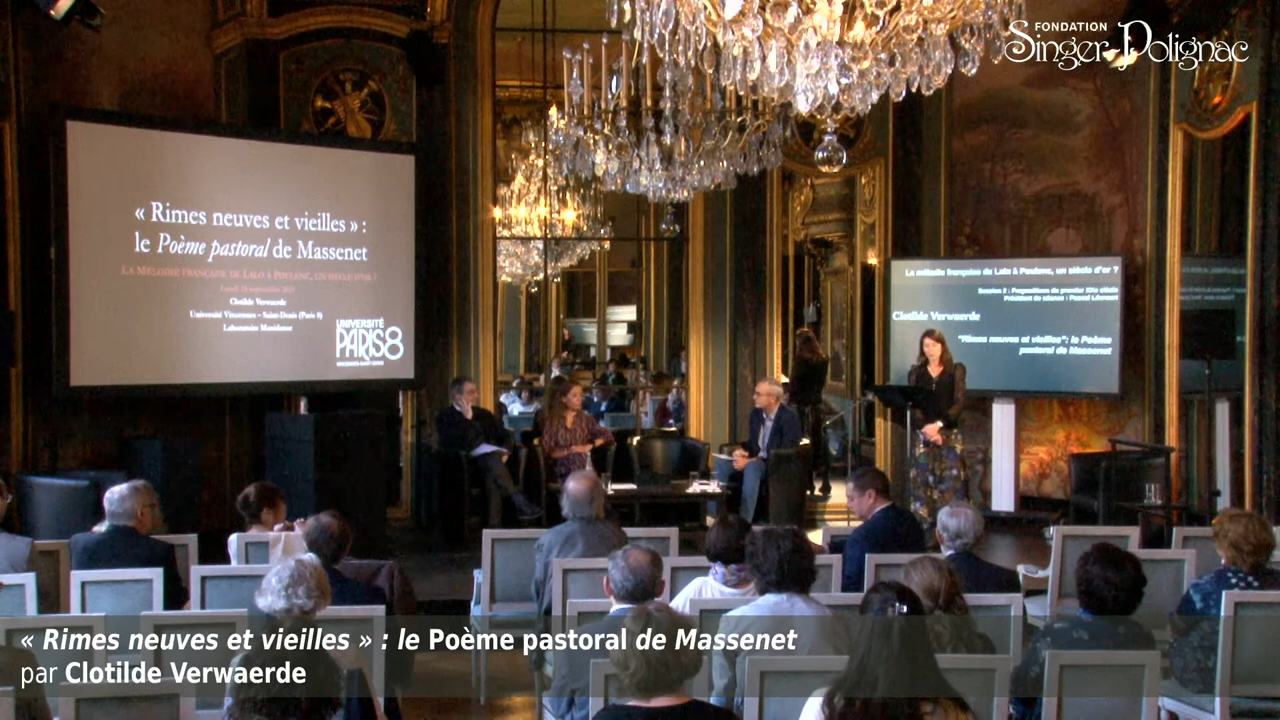 FONDATION
Singer-Polignac
« Rimes neuves et vieilles » :
le Poème pastoral de Massenet
LA MÉLODIE FRANÇAISE DE LALO À POULENC, UN SIÈCLE D'OR ?
Clotilde Verwaerde
Université Vincennes – Saint-Denis (Paris 8)
Laboratoire Musidanse
UNIVERSITÉ
PARIS 8
La mélodie française de Lalo à Poulenc, un siècle d'or ?
Clotilde Verwaerde
"Rimes neuves et vieilles": le Poème
pastoral de Massenet
« Rimes neuves et vieilles » : le Poème pastoral de Massenet
par Clotilde Verwaerde